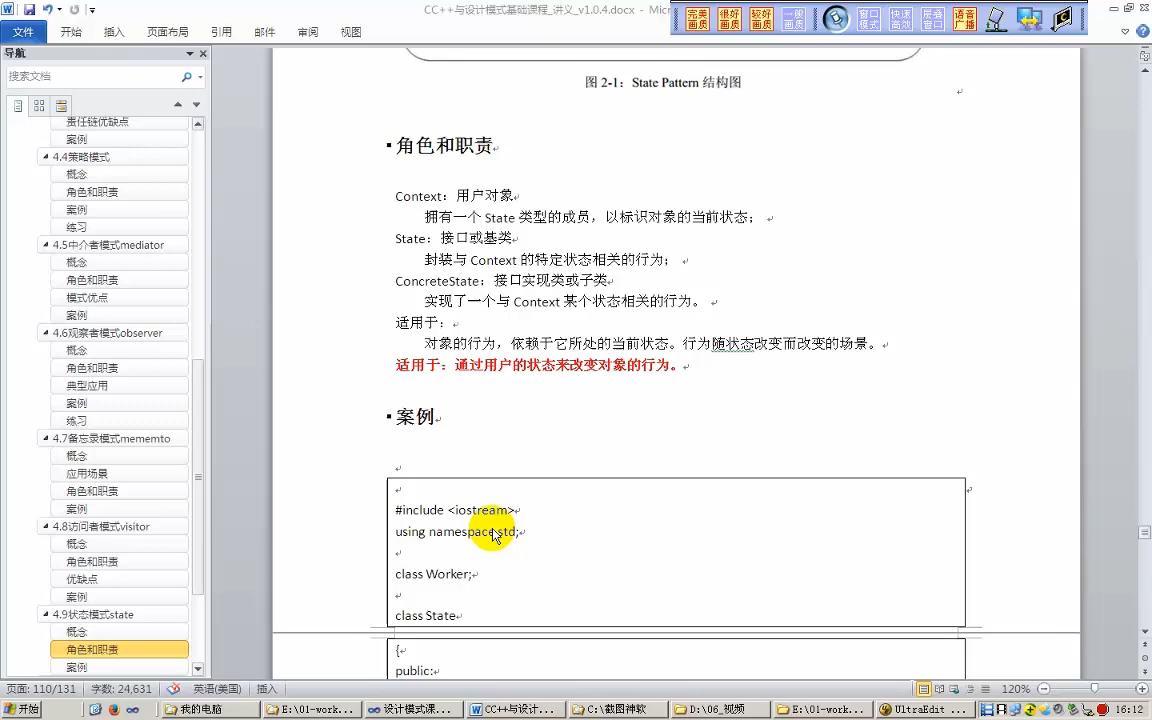 CC++与设计模式基础课程_讲义_v1.0.4.docx - Micr
完美画质
很好画质
较好画质
一般画质
窗口模式
快速高效
屏叠窗口
语音广播
文件
开始
插入
页面布局
引用
邮件
审阅
视图
导航
搜索文档
责任链优缺点
案例
4.4策略模式
概念
角色和职责
案例
练习
4.5中介者模式mediator
概念
角色和职责
模式优点
案例
4.6观察者模式observer
概念
角色和职责
典型应用
案例
练习
4.7备忘录模式mememto
概念
应用场景
角色和职责
案例
4.8访问者模式visitor
概念
角色和职责
优缺点
案例
4.9状态模式state
概念
角色和职责
案例
图 2-1：State Pattern 结构图
角色和职责
Context：用户对象
拥有一个 State 类型的成员，以标识对象的当前状态；
State：接口或基类
封装与 Context 的特定状态相关的行为；
ConcreteState：接口实现类或子类
实现了一个与 Context 某个状态相关的行为。
适用于：
对象的行为，依赖于它所处的当前状态。行为随状态改变而改变的场景。
适用于：通过用户的状态来改变对象的行为。
案例
#include <iostream>
using namespace std;
class Worker;
class State
{
public:
页面: 110/131
字数: 24,631
英语(美国)
插入
120%
开始
我的电脑
E:\01-work...
设计模式课...
CC++与设计...
C:\截图神软
D:\06_视频
E:\01-work...
UltraEdit ...
16:12